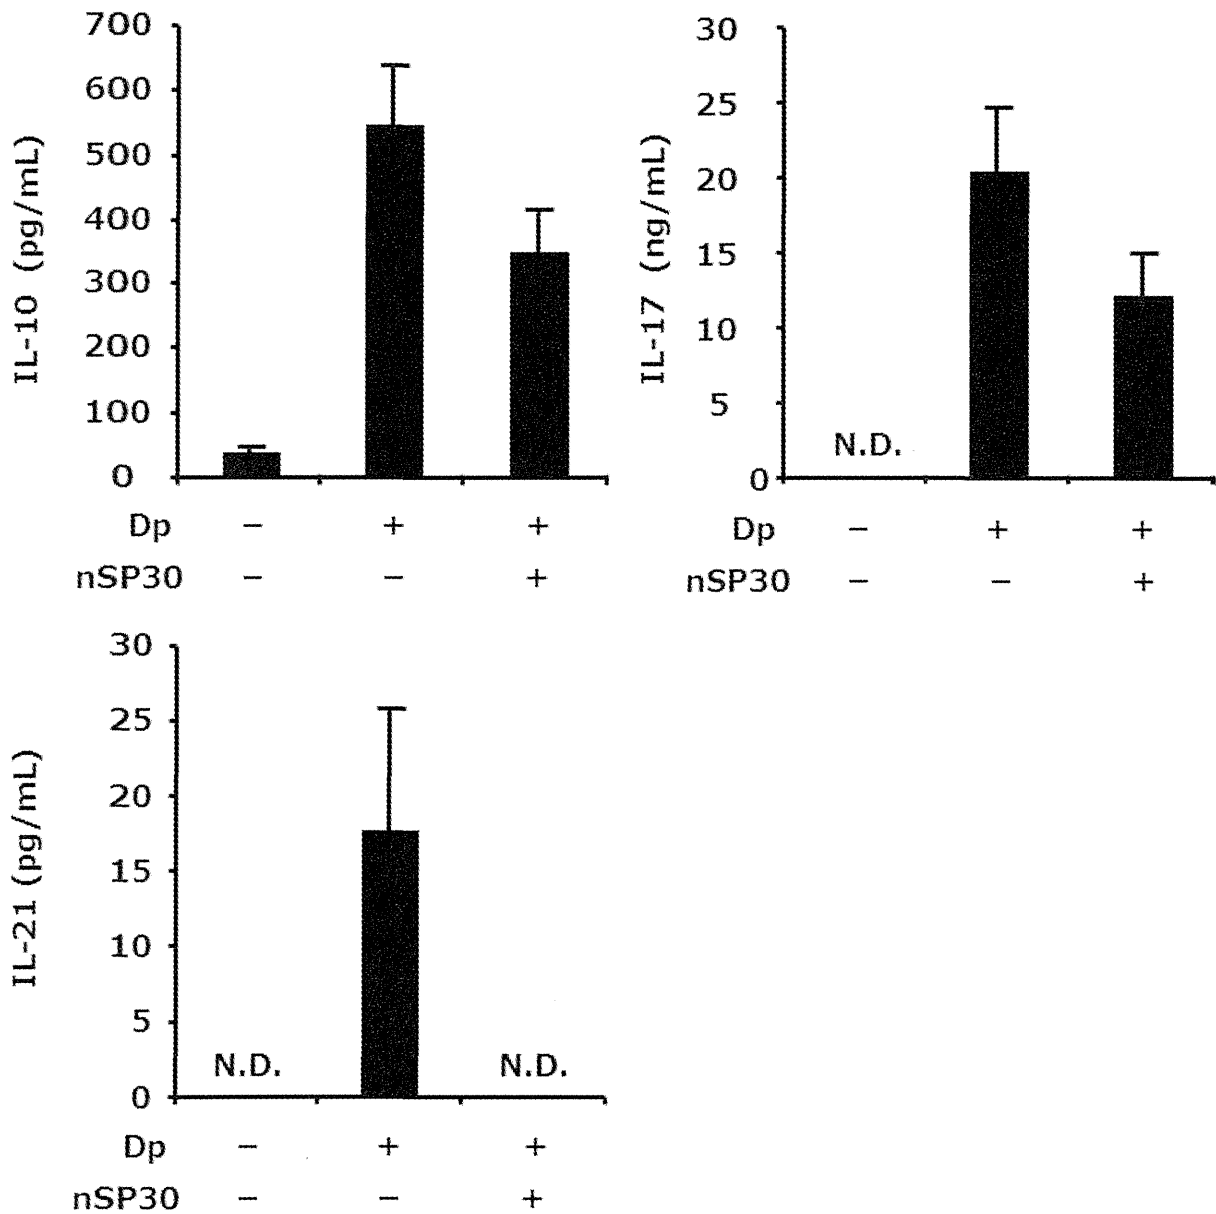 700
600
500
400
300
200
100
0
IL-10 (pg/mL)
Dp − + +
nSP30 − − +
30
25
20
15
10
5
0
IL-17 (ng/mL)
N.D.
Dp − + +
nSP30 − − +
30
25
20
15
10
5
0
IL-21 (pg/mL)
N.D. N.D.
Dp − + +
nSP30 − − +